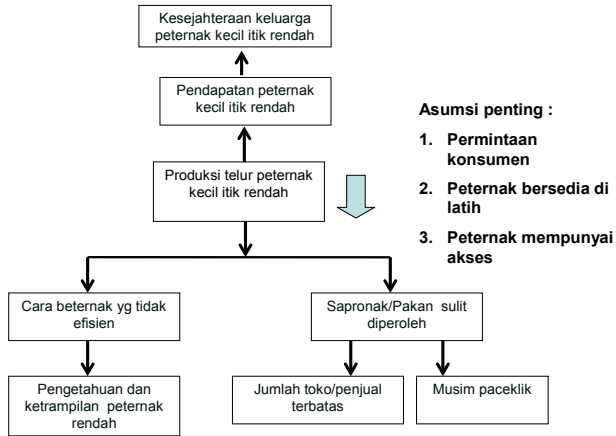 Kesejahteraan keluarga
peternak kecil itik rendah
Pendapatan peternak
kecil itik rendah
Produksi telur peternak
kecil itik rendah
Asumsi penting :
1. Permintaan
konsumen
2. Peternak bersedia di
latih
3. Peternak mempunyai
akses
Cara beternak yg tidak
efisien
Sapronak/Pakan sulit
diperoleh
Pengetahuan dan
ketrampilan peternak
rendah
Jumlah toko/penjual
terbatas
Musim paceklik